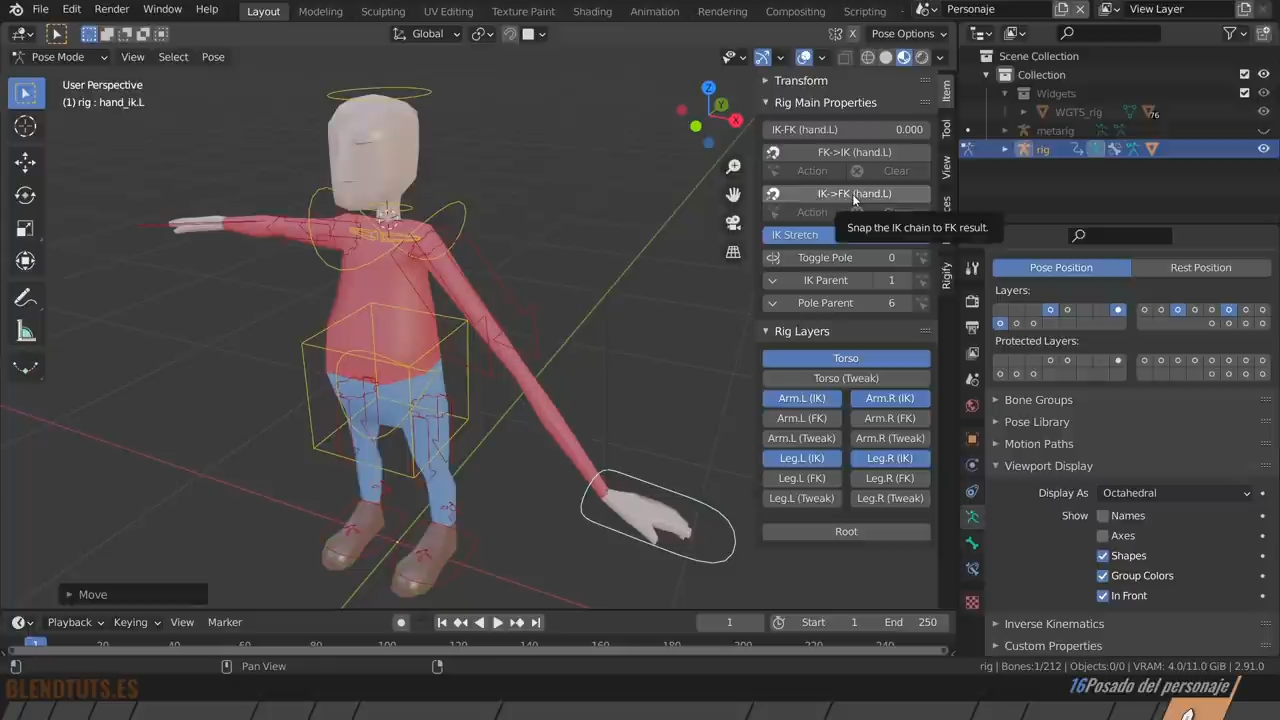 File Edit Render Window Help Layout Modeling Sculpting UV Editing Texture Paint Shading Animation Rendering Compositing Scripting Personaje View Layer
Global Pose Options
Pose Mode View Select Pose
User Perspective
(1) rig : hand_ik.L
Z
Y
X
Transform
Rig Main Properties
IK-FK (hand.L) 0.000
FK->IK (hand.L)
Action Clear
IK->FK (hand.L)
Action
Snap the IK chain to FK result.
IK Stretch
Toggle Pole 0
IK Parent 1
Pole Parent 6
Rig Layers
Torso
Torso (Tweak)
Arm.L (IK) Arm.R (IK)
Arm.L (FK) Arm.R (FK)
Arm.L (Tweak) Arm.R (Tweak)
Leg.L (IK) Leg.R (IK)
Leg.L (FK) Leg.R (FK)
Leg.L (Tweak) Leg.R (Tweak)
Root
Item
Tool
View
Rigify
Scene Collection
Collection
Widgets
WGTS_rig 76
metarig
rig
Pose Position Rest Position
Layers:
Protected Layers:
Bone Groups
Pose Library
Motion Paths
Viewport Display
Display As Octahedral
Show Names
Axes
Shapes
Group Colors
In Front
Inverse Kinematics
Custom Properties
Move
Playback Keying View Marker 1 Start 1 End 250
1
Pan View
rig | Bones:1/212 | Objects:0/0 | VRAM: 4.0/11.0 GiB | 2.91.0
BLENDTUTS.ES
16Posado del personaje